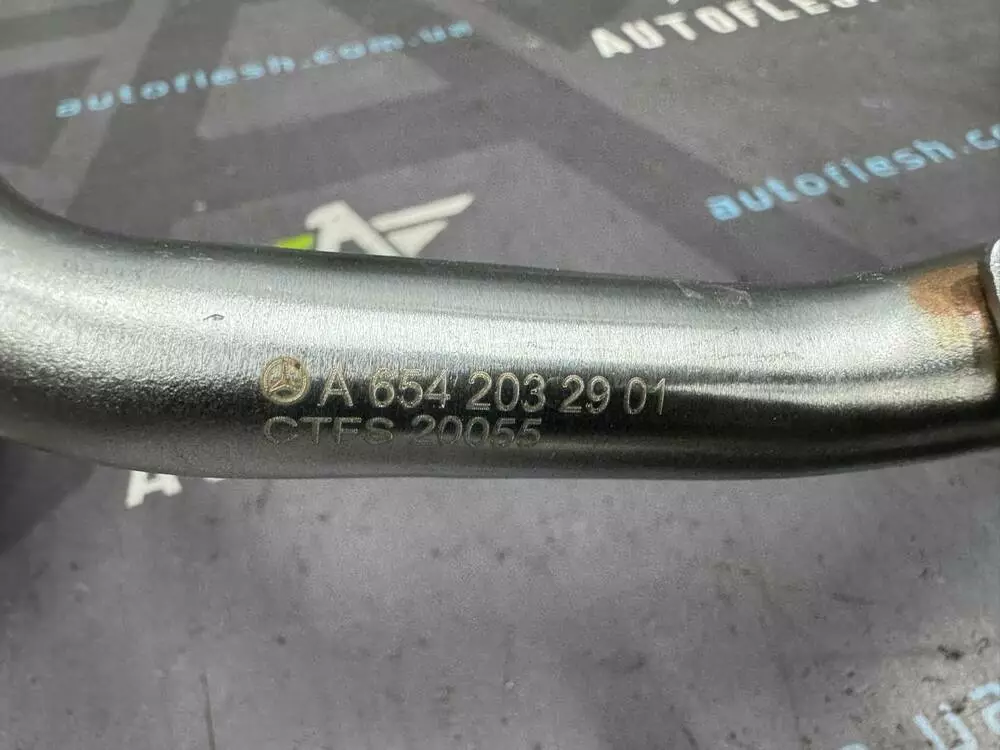 autoflesh.com.ua
AUTOFLESH
autoflesh.co
A 654 203 29 01
CTFS 20055
A